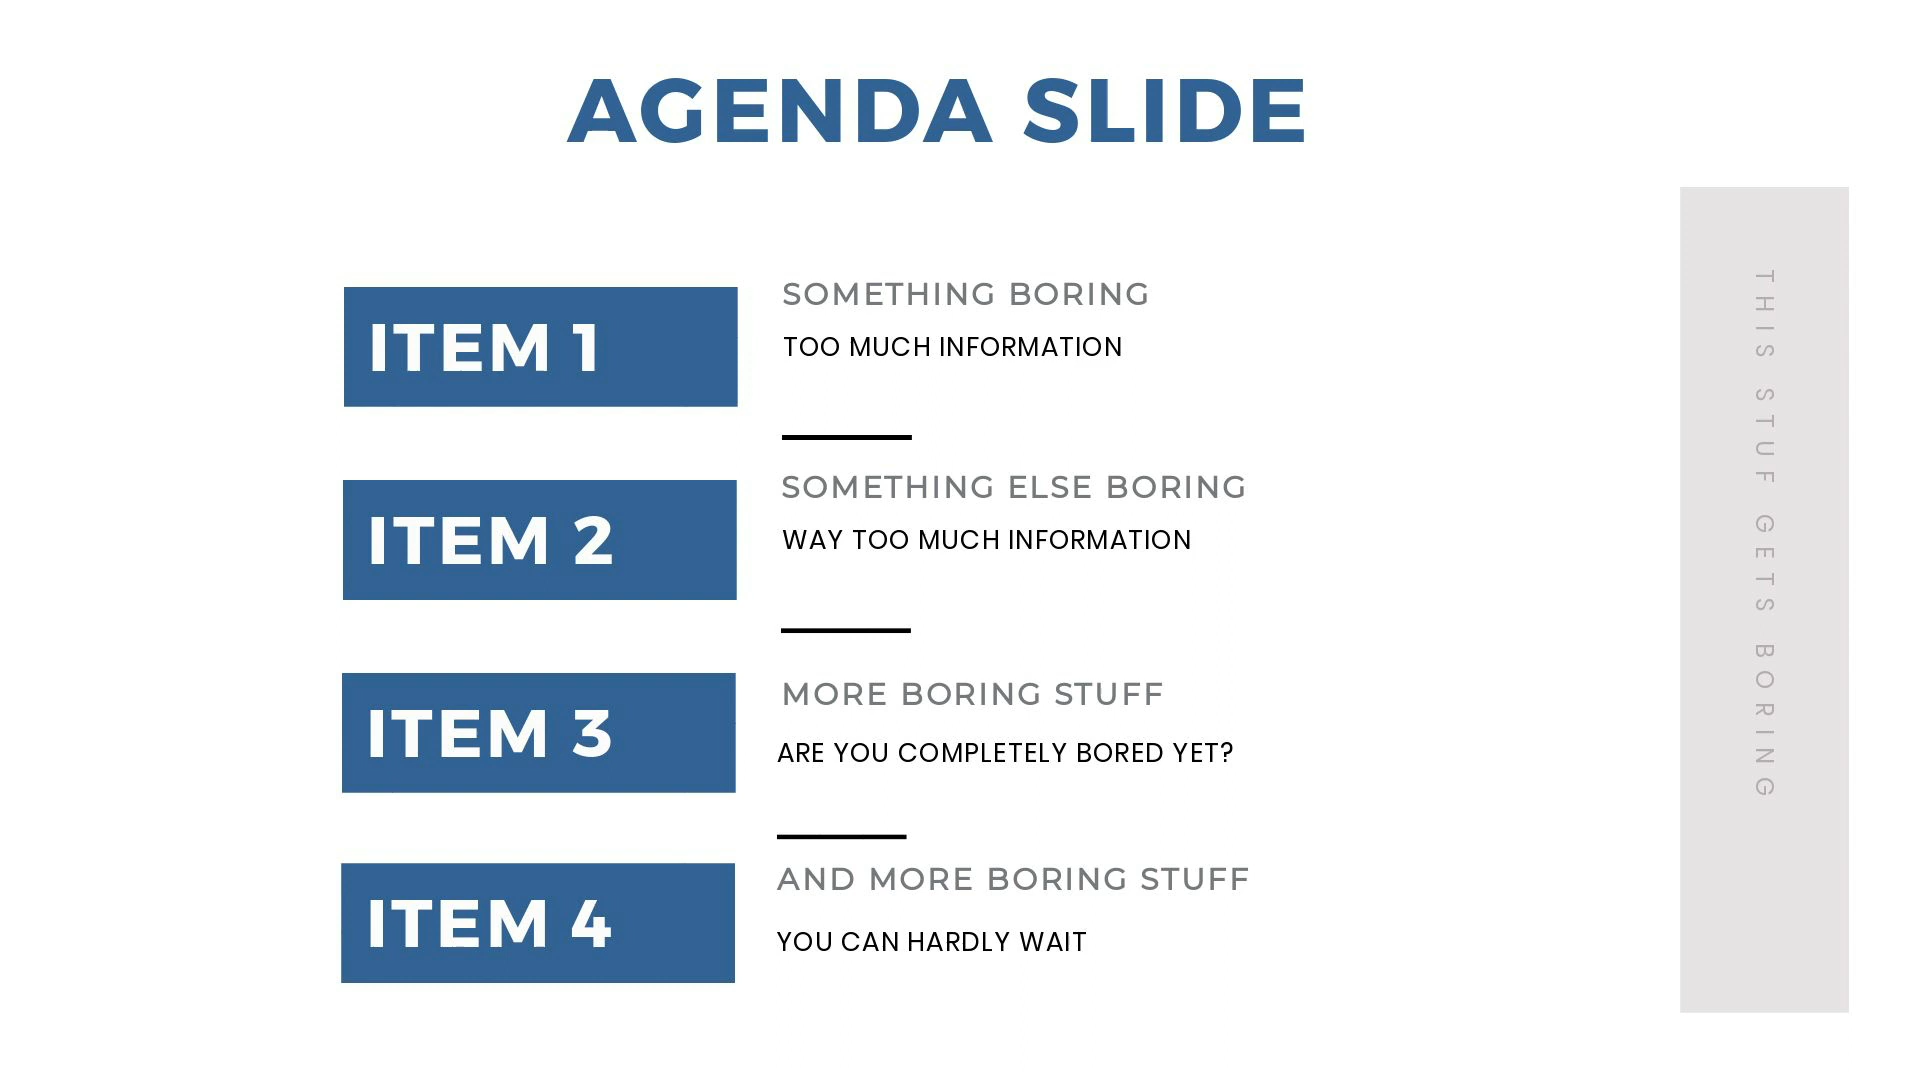 AGENDA SLIDE
ITEM 1
SOMETHING BORING
TOO MUCH INFORMATION
ITEM 2
SOMETHING ELSE BORING
WAY TOO MUCH INFORMATION
ITEM 3
MORE BORING STUFF
ARE YOU COMPLETELY BORED YET?
ITEM 4
AND MORE BORING STUFF
YOU CAN HARDLY WAIT
THIS STUF GETS BORING